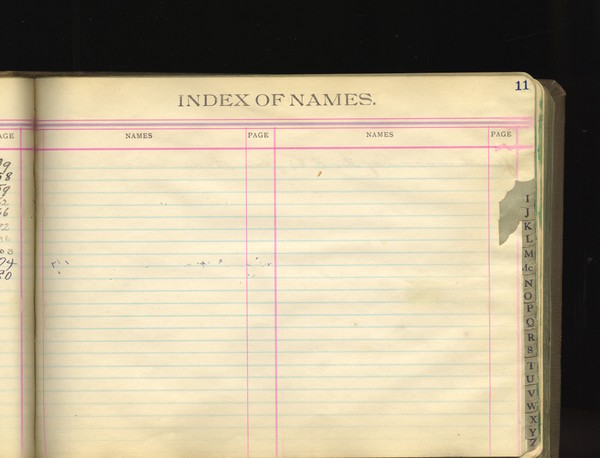 11
INDEX OF NAMES.
AGE NAMES PAGE NAMES PAGE
I
J
K
L
M
Mc
N
O
P
Q
R
S
T
U
V
W
X
Y
Z